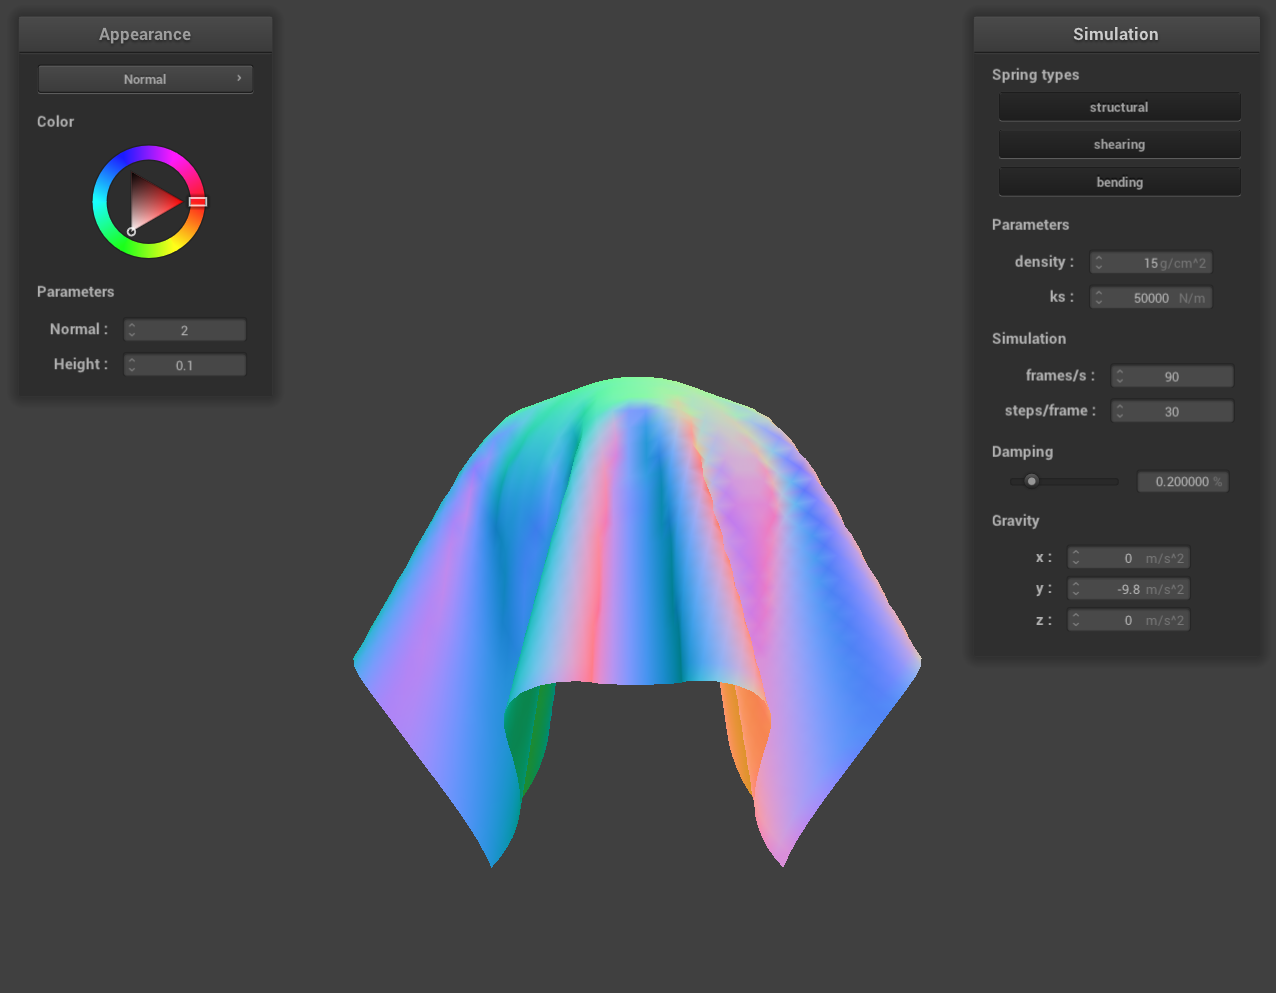 Appearance
Normal
Color
Parameters
Normal : 2
Height : 0.1
Simulation
Spring types
structural
shearing
bending
Parameters
density : 15 g/cm^2
ks : 50000 N/m
Simulation
frames/s : 90
steps/frame : 30
Damping
0.200000 %
Gravity
x : 0 m/s^2
y : -9.8 m/s^2
z : 0 m/s^2